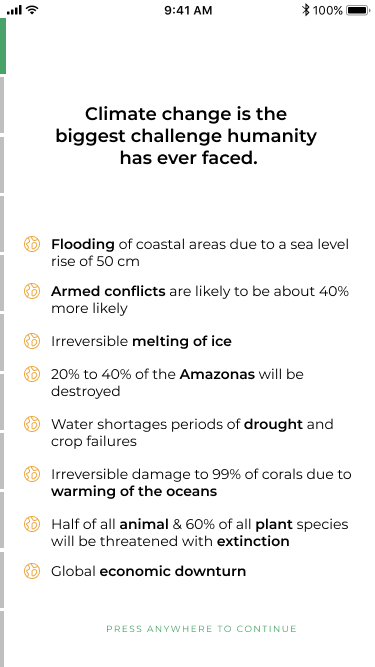 9:41 AM
100%
Climate change is the
biggest challenge humanity
has ever faced.
Flooding of coastal areas due to a sea level
rise of 50 cm
Armed conflicts are likely to be about 40%
more likely
Irreversible melting of ice
20% to 40% of the Amazonas will be
destroyed
Water shortages periods of drought and
crop failures
Irreversible damage to 99% of corals due to
warming of the oceans
Half of all animal & 60% of all plant species
will be threatened with extinction
Global economic downturn
PRESS ANYWHERE TO CONTINUE